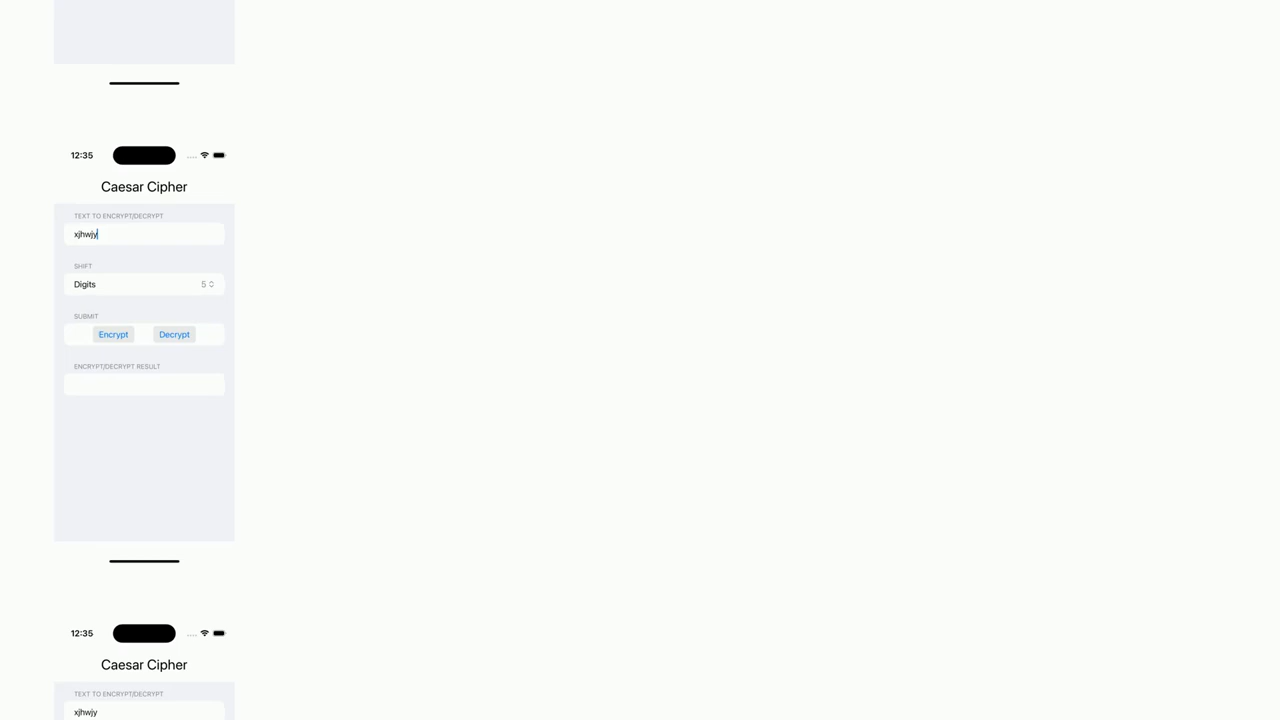 12:35
Caesar Cipher
TEXT TO ENCRYPT/DECRYPT
xjhwjy
SHIFT
Digits 5
SUBMIT
Encrypt Decrypt
ENCRYPT/DECRYPT RESULT
12:35
Caesar Cipher
TEXT TO ENCRYPT/DECRYPT
xjhwjy